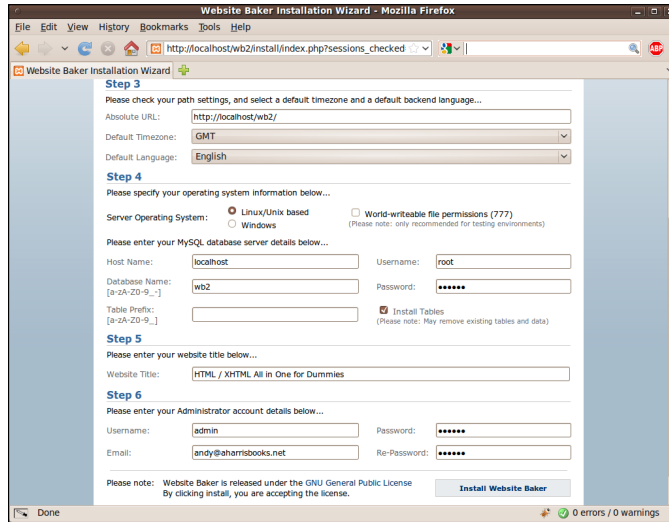 Website Baker Installation Wizard - Mozilla Firefox
File Edit View History Bookmarks Tools Help
http://localhost/wb2/install/index.php?sessions_checked
ABP
Website Baker Installation Wizard
Step 3
Please check your path settings, and select a default timezone and a default backend language...
Absolute URL: http://localhost/wb2/
Default Timezone: GMT
Default Language: English
Step 4
Please specify your operating system information below...
Server Operating System: Linux/Unix based World-writeable file permissions (777)
Windows (Please note: only recommended for testing environments)
Please enter your MySQL database server details below...
Host Name: localhost Username: root
Database Name: wb2 Password: ••••••
[a-zA-Z0-9_-]
Table Prefix: Install Tables
[a-zA-Z0-9_] (Please note: May remove existing tables and data)
Step 5
Please enter your website title below...
Website Title: HTML / XHTML All in One for Dummies
Step 6
Please enter your Administrator account details below...
Username: admin Password: ••••••
Email: andy@aharrisbooks.net Re-Password: ••••••
Please note: Website Baker is released under the GNU General Public License
By clicking install, you are accepting the license.
Install Website Baker
Done 0 errors / 0 warnings